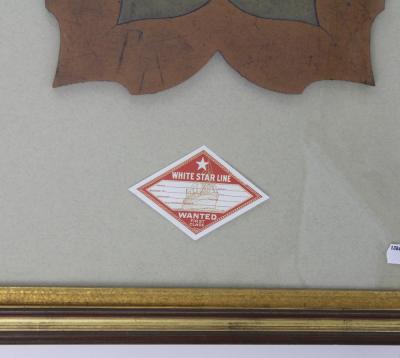 WHITE STAR LINE
WANTED
FIRST
CLASS